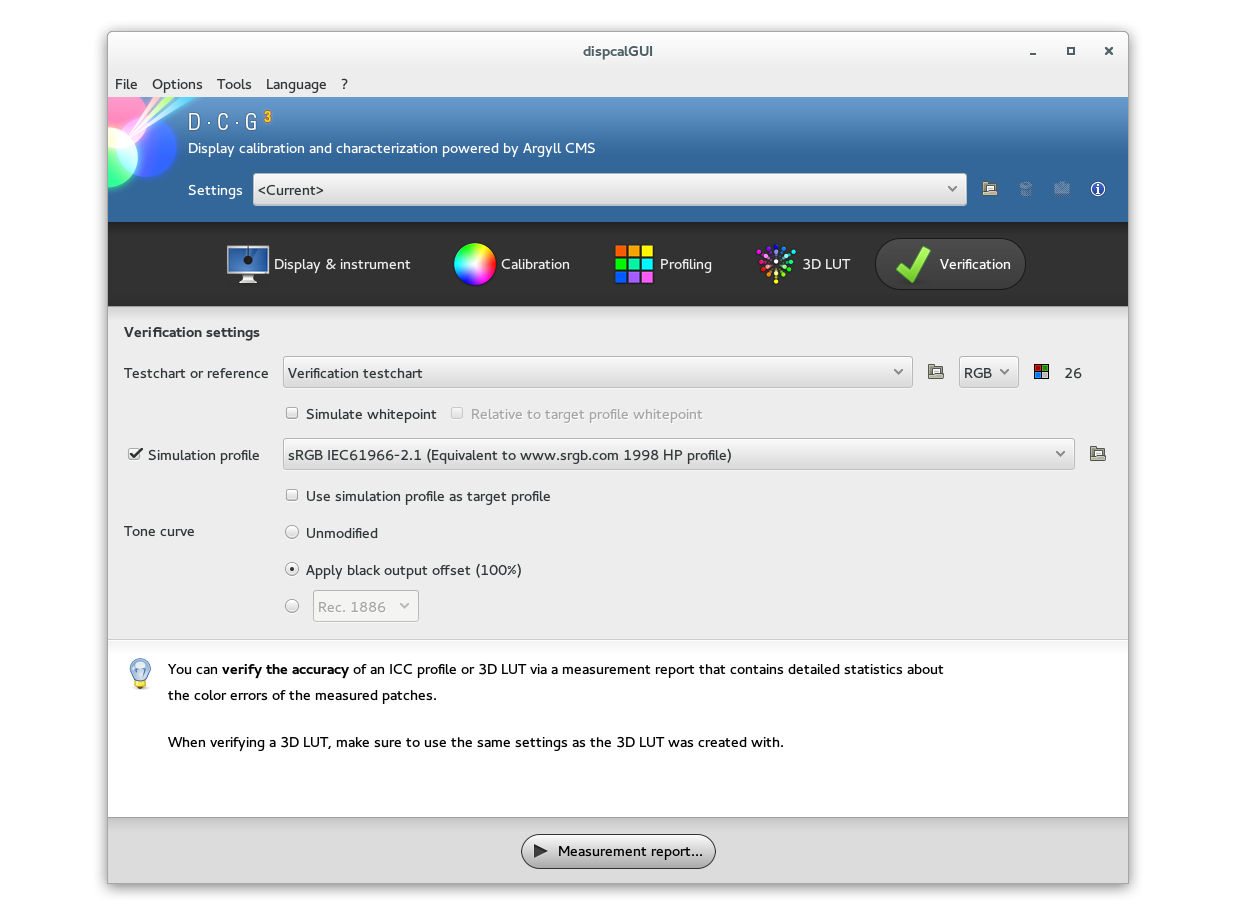 dispcalGUI
File Options Tools Language ?
D·C·G 3
Display calibration and characterization powered by Argyll CMS
Settings <Current>
Display & instrument Calibration Profiling 3D LUT Verification
Verification settings
Testchart or reference Verification testchart RGB 26
Simulate whitepoint Relative to target profile whitepoint
Simulation profile sRGB IEC61966-2.1 (Equivalent to www.srgb.com 1998 HP profile)
Use simulation profile as target profile
Tone curve Unmodified
Apply black output offset (100%)
Rec. 1886
You can verify the accuracy of an ICC profile or 3D LUT via a measurement report that contains detailed statistics about
the color errors of the measured patches.
When verifying a 3D LUT, make sure to use the same settings as the 3D LUT was created with.
Measurement report...